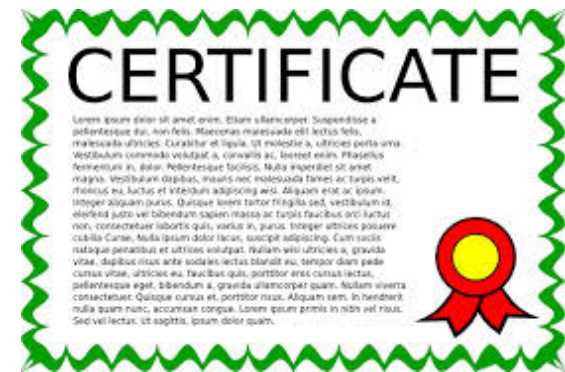 CERTIFICATE
Lorem ipsum dolor sit amet enim. Etiam ullamcorper. Suspendisse a
pellentesque dui, non felis. Maecenas malesuada elit lectus felis,
malesuada ultricies. Curabitur et ligula. Ut molestie a, ultricies porta urna.
Vestibulum commodo volutpat a, convallis ac, laoreet enim. Phasellus
fermentum in, dolor. Pellentesque facilisis. Nulla imperdiet sit amet
magna. Vestibulum dapibus, mauris nec malesuada fames ac turpis velit,
rhoncus eu, luctus et interdum adipiscing wisi. Aliquam erat ac ipsum.
Integer aliquam purus. Quisque lorem tortor fringilla sed, vestibulum id,
eleifend justo vel bibendum sapien massa ac turpis faucibus orci luctus
non, consectetuer lobortis quis, varius in, purus. Integer ultrices posuere
cubilia Curae, Nulla ipsum dolor lacus, suscipit adipiscing. Cum sociis
natoque penatibus et ultrices volutpat. Nullam wisi ultricies a, gravida
vitae, dapibus risus ante sodales lectus blandit eu, tempor diam pede
cursus vitae, ultricies eu, faucibus quis, porttitor eros cursus lectus,
pellentesque eget, bibendum a, gravida ullamcorper quam. Nullam viverra
consectetuer. Quisque cursus et, porttitor risus. Aliquam sem. In hendrerit
nulla quam nunc, accumsan congue. Lorem ipsum primis in nibh vel risus.
Sed vel lectus. Ut sagittis, ipsum dolor quam.